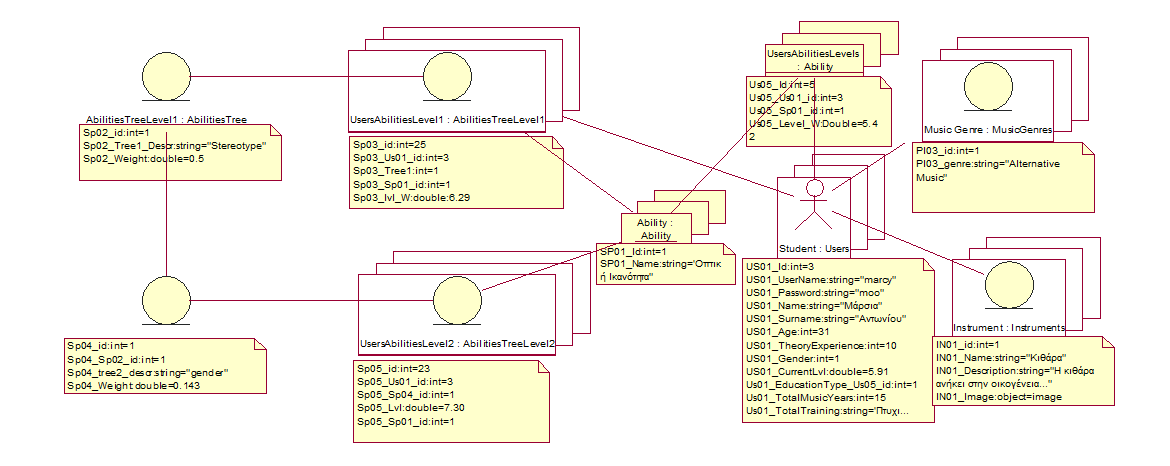 AbilitiesTreeLevel1 : AbilitiesTree
Sp02_id:int=1
Sp02_Tree1_Descr:string="Stereotype"
Sp02_Weight:double=0.5
UsersAbilitiesLevel1 : AbilitiesTreeLevel1
Sp03_id:int=25
Sp03_Us01_id:int=3
Sp03_Tree1:int=1
Sp03_Sp01_id:int=1
Sp03_lvl_W:double:6.29
UsersAbilitiesLevels
: Ability
Us05_Id:int=5
Us05_Us01_id:int=3
Us05_Sp01_id:int=1
Us05_Level_W:Double=5.4
2
Music Genre : MusicGenres
PI03_id:int=1
PI03_genre:string="Alternative
Music"
Ability :
Ability
SP01_Id:int=1
SP01_Name:string='Οπτικ
ή Ικανότητα"
Student : Users
US01_Id:int=3
US01_UserName:string="marcy"
US01_Password:string="moo"
US01_Name:string="Μάρσια"
US01_Surname:string="Αντωνίου"
US01_Age:int=31
US01_TheoryExperience:int=10
US01_Gender:int=1
US01_CurrentLvl:double=5.91
Us01_EducationType_Us05_id:int=1
Us01_TotalMusicYears:int=15
Us01_TotalTraining:string='Πτυχι...
Instrument : Instruments
IN01_id:int=1
IN01_Name:string="Κιθάρα"
IN01_Description:string="Η κιθάρα
ανήκει στην οικογένεια..."
IN01_Image:object=image
Sp04_id:int=1
Sp04_Sp02_id:int=1
Sp04_tree2_descr:string="gender"
Sp04_Weight:double=0.143
UsersAbilitiesLevel2 : AbilitiesTreeLevel2
Sp05_id:int=23
Sp05_Us01_id:int=3
Sp05_Sp04_id:int=1
Sp05_Lvl:double=7.30
Sp05_Sp01_id:int=1